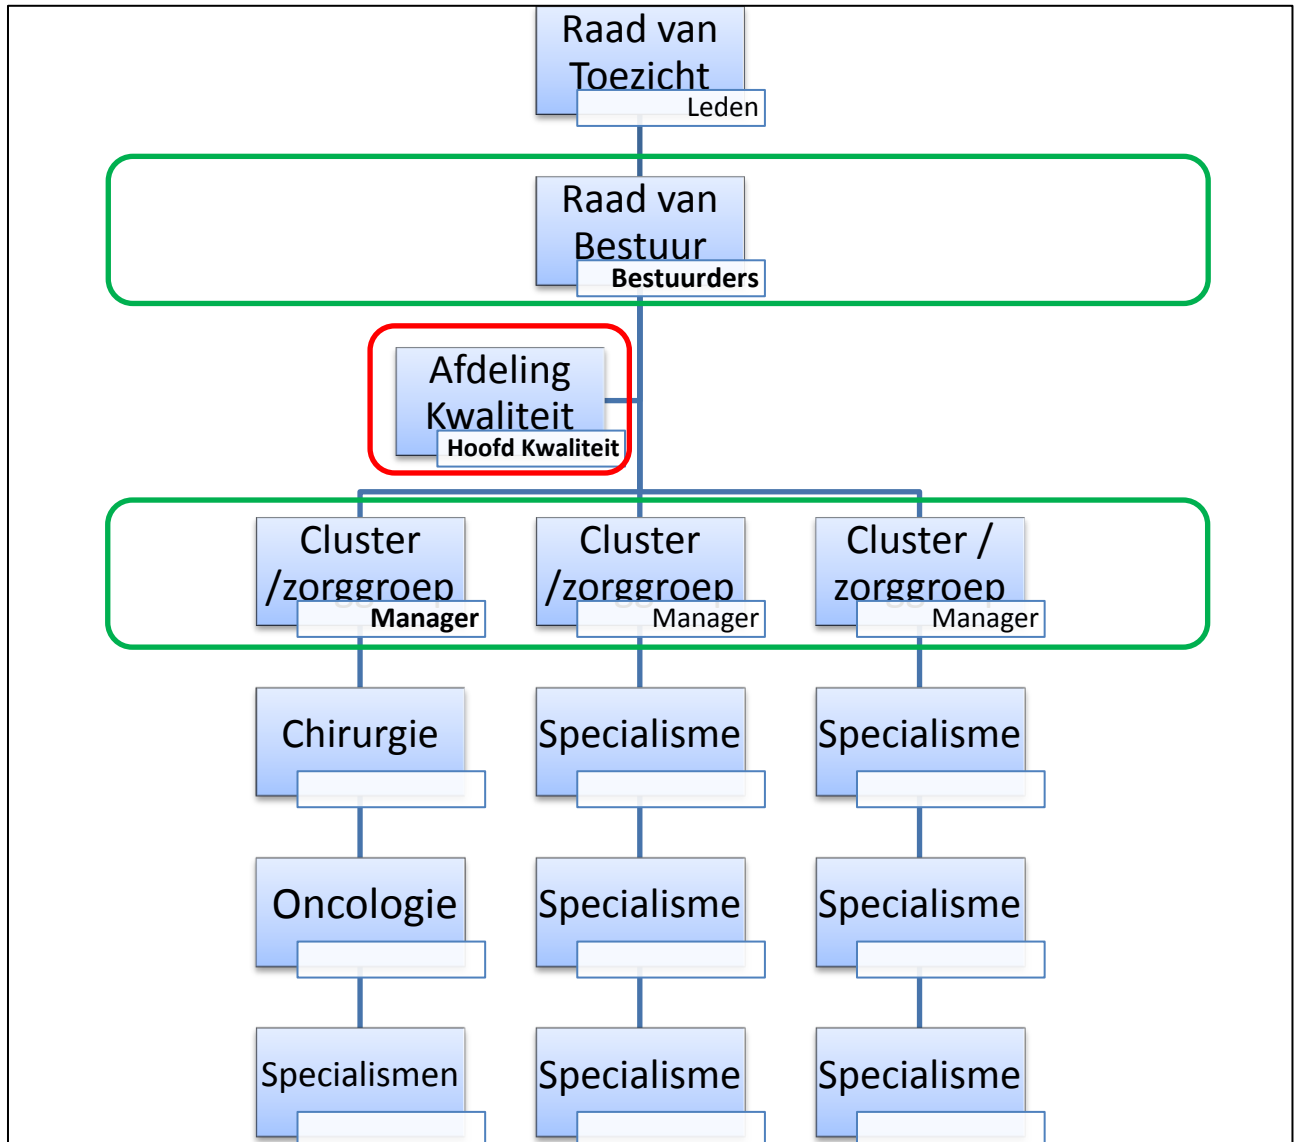 Raad van
Toezicht
Leden
Raad van
Bestuur
Bestuurders
Afdeling
Kwaliteit
Hoofd Kwaliteit
Cluster
/zorggroep
Manager
Cluster
/zorggroep
Manager
Cluster /
zorggroep
Manager
Chirurgie
Specialisme
Specialisme
Oncologie
Specialisme
Specialisme
Specialismen
Specialisme
Specialisme